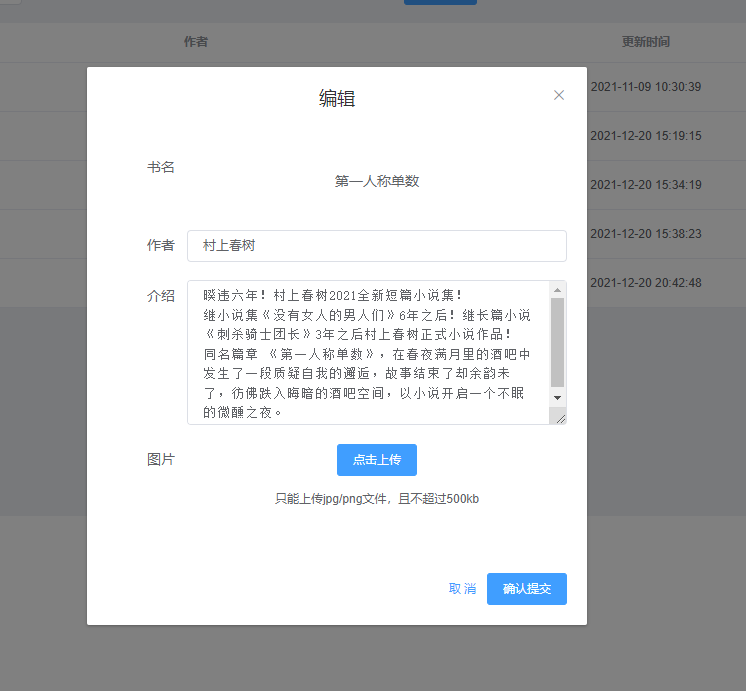 作者
更新时间
2021-11-09 10:30:39
2021-12-20 15:19:15
2021-12-20 15:34:19
2021-12-20 15:38:23
2021-12-20 20:42:48
编辑
书名
第一人称单数
作者
村上春树
介绍
暌违六年！村上春树2021全新短篇小说集！
继小说集《没有女人的男人们》6年之后！继长篇小说
《刺杀骑士团长》3年之后村上春树正式小说作品！
同名篇章 《第一人称单数》，在春夜满月里的酒吧中
发生了一段质疑自我的邂逅，故事结束了却余韵未
了，彷佛跌入晦暗的酒吧空间，以小说开启一个不眠
的微醺之夜。
图片
点击上传
只能上传jpg/png文件，且不超过500kb
取 消
确认提交